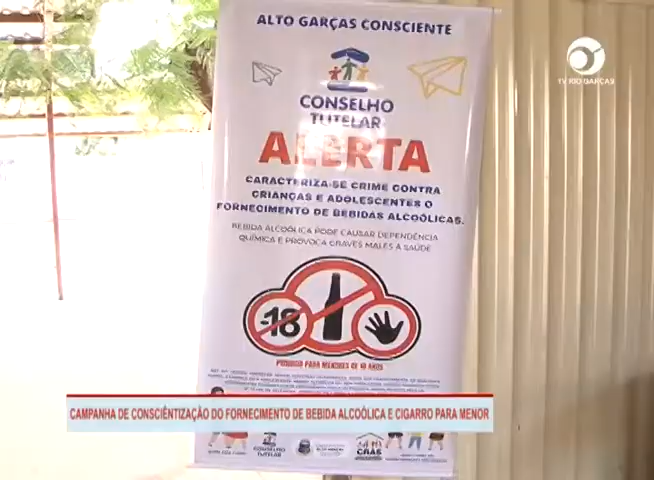 ALTO GARÇAS CONSCIENTE
TV RIO GARÇAS
CONSELHO
TUTELAR
ALERTA
CARACTERIZA-SE CRIME CONTRA
CRIANÇAS E ADOLESCENTES O
FORNECIMENTO DE BEBIDAS ALCOÓLICAS.
BEBIDA ALCOÓLICA PODE CAUSAR DEPENDÊNCIA
QUÍMICA E PROVOCA GRAVES MALES À SAÚDE
-18
PROIBIDO PARA MENORES DE 18 ANOS
CAMPANHA DE CONSCIÊNTIZAÇÃO DO FORNECIMENTO DE BEBIDA ALCOÓLICA E CIGARRO PARA MENOR
CONSELHO
TUTELAR
CRAS